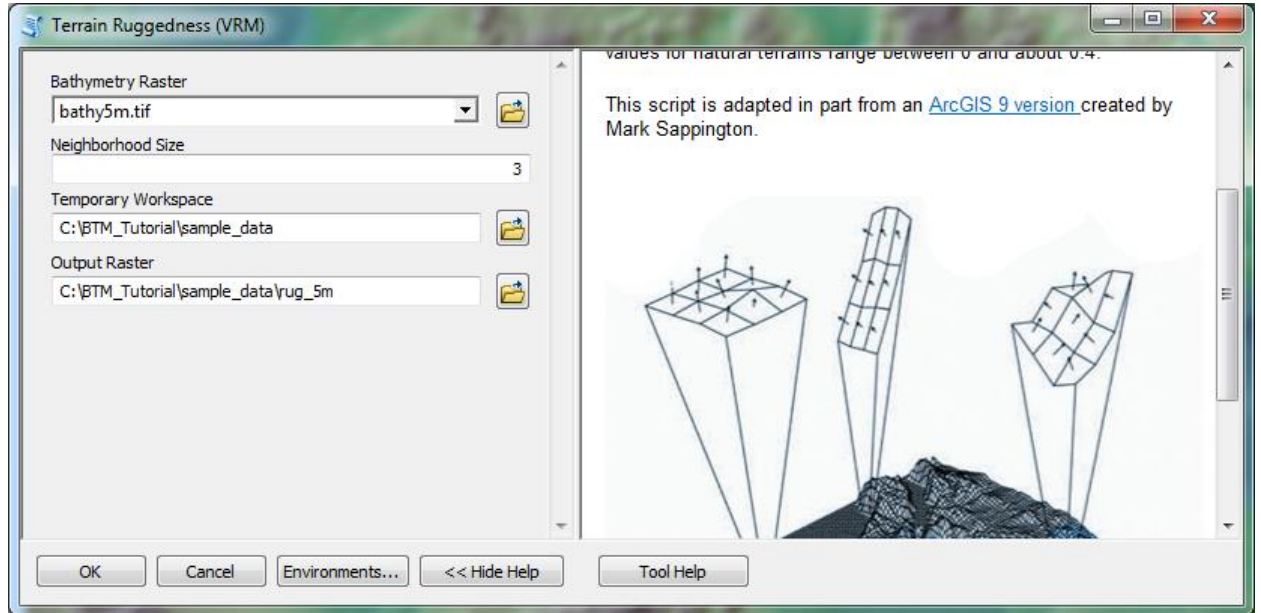 Terrain Ruggedness (VRM)
Bathymetry Raster
bathy5m.tif
Neighborhood Size
3
Temporary Workspace
C:\BTM_Tutorial\sample_data
Output Raster
C:\BTM_Tutorial\sample_data\rug_5m
values for natural terrains range between 0 and about 0.4.
This script is adapted in part from an ArcGIS 9 version created by
Mark Sappington.
OK
Cancel
Environments...
<< Hide Help
Tool Help